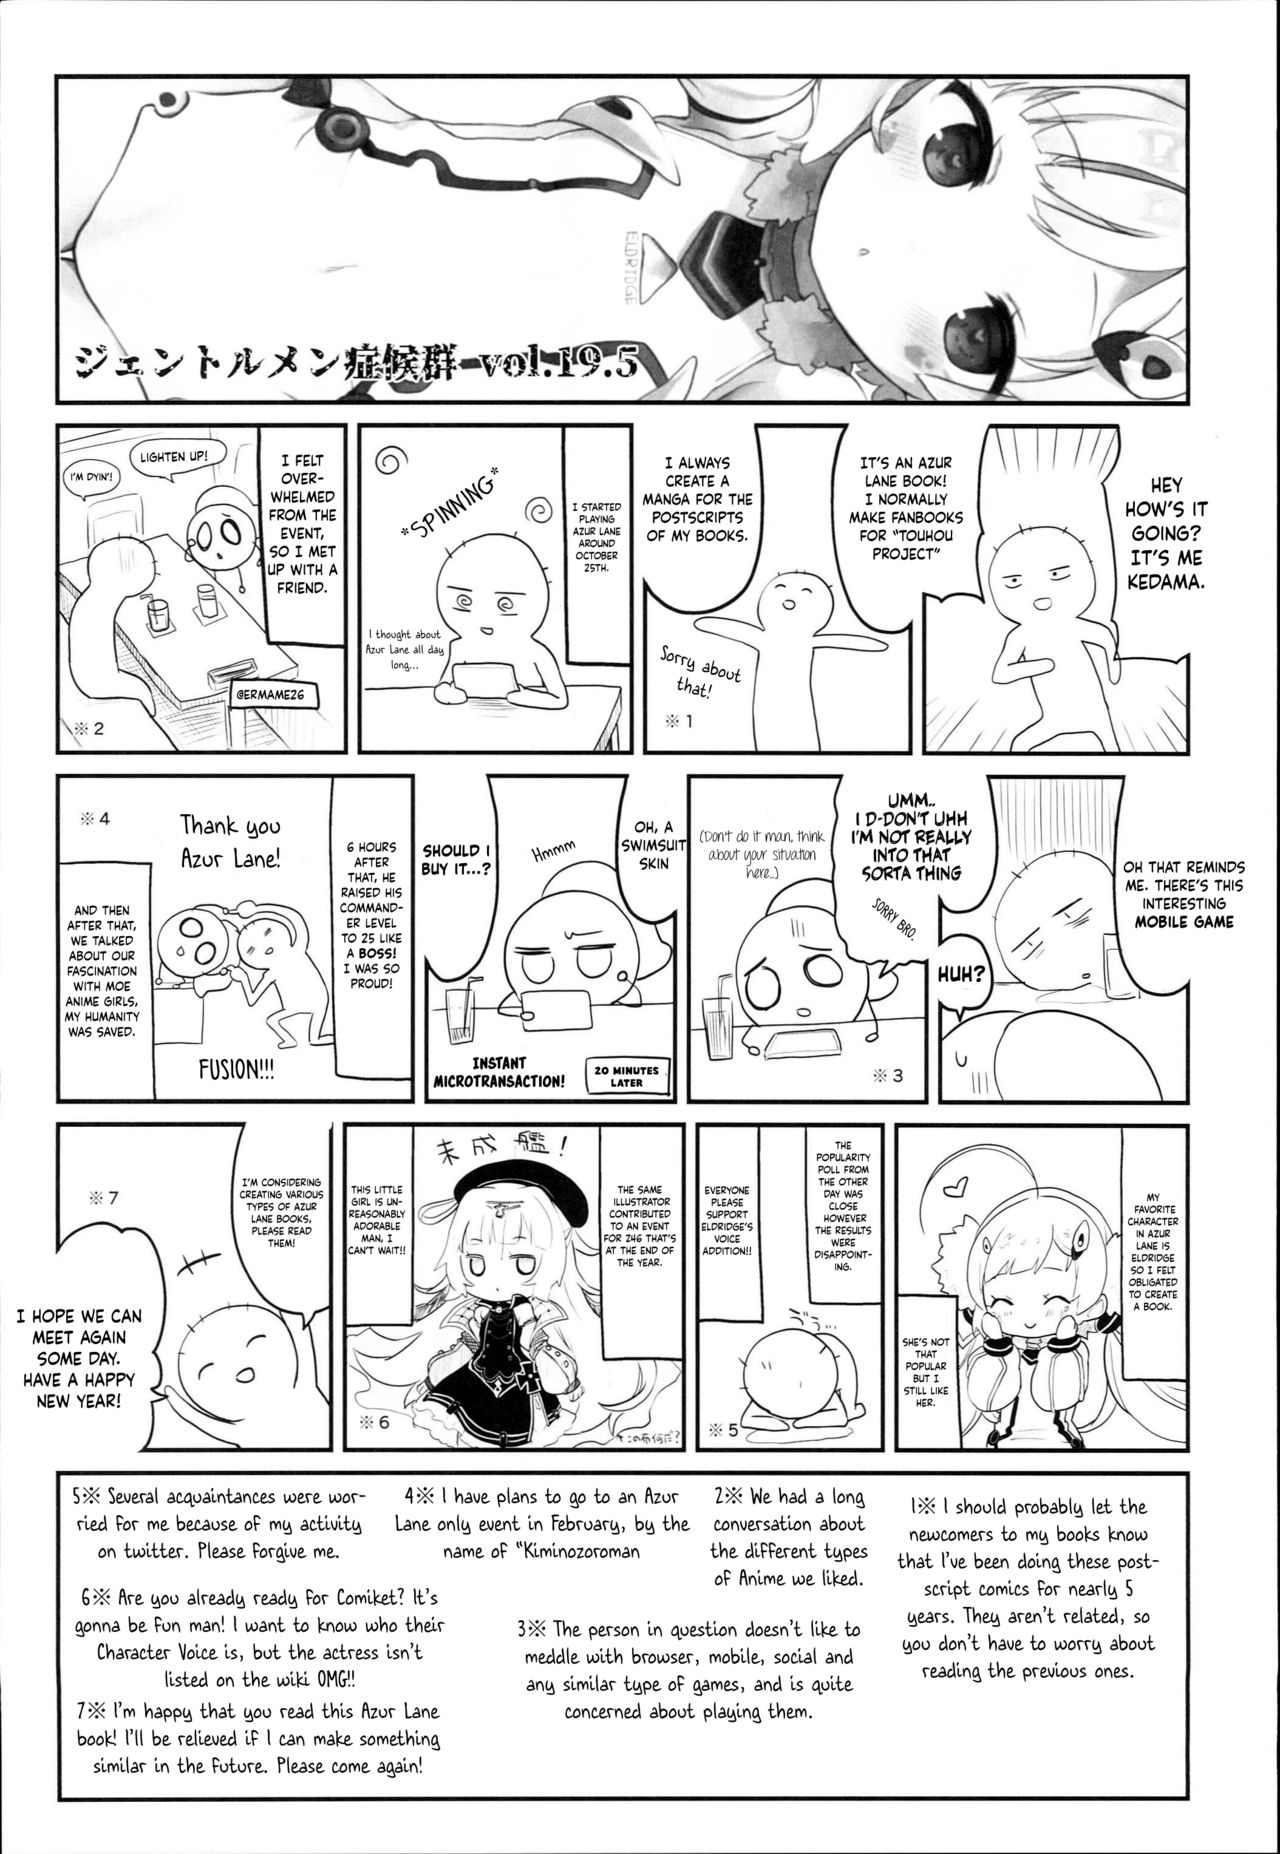 ELDRIDGE
ジェントルメン症候群 vol.19.5
HEY
HOW'S IT
GOING?
IT'S ME
KEDAMA.
IT'S AN AZUR
LANE BOOK!
I NORMALLY
MAKE FANBOOKS
FOR "TOUHOU
PROJECT"
I ALWAYS
CREATE A
MANGA FOR THE
POSTSCRIPTS
OF MY BOOKS.
Sorry about
that!
※1
I STARTED
PLAYING
AZUR LANE
AROUND
OCTOBER
25TH.
*SPINNING*
I thought about
Azur Lane all day
long...
I FELT
OVER-
WHELMED
FROM THE
EVENT,
SO I MET
UP WITH A
FRIEND.
LIGHTEN UP!
I'M DYIN'!
@ERMAME26
※2
OH THAT REMINDS
ME. THERE'S THIS
INTERESTING
MOBILE GAME
HUH?
UMM..
I D-DON'T UHH
I'M NOT REALLY
INTO THAT
SORTA THING
SORRY BRO.
(Don't do it man, think
about your situation
here..)
※3
OH, A
SWIMSUIT
SKIN
Hmmm
SHOULD I
BUY IT...?
INSTANT
MICROTRANSACTION!
20 MINUTES
LATER
6 HOURS
AFTER
THAT, HE
RAISED HIS
COMMAND-
ER LEVEL
TO 25 LIKE
A BOSS!
I WAS SO
PROUD!
Thank you
Azur Lane!
※4
FUSION!!!
AND THEN
AFTER THAT,
WE TALKED
ABOUT OUR
FASCINATION
WITH MOE
ANIME GIRLS,
MY HUMANITY
WAS SAVED.
MY
FAVORITE
CHARACTER
IN AZUR
LANE IS
ELDRIDGE
SO I FELT
OBLIGATED
TO CREATE
A BOOK.
SHE'S NOT
THAT
POPULAR
BUT I
STILL LIKE
HER.
THE
POPULARITY
POLL FROM
THE OTHER
DAY WAS
CLOSE
HOWEVER
THE RESULTS
WERE
DISAPPOINT-
ING.
EVERYONE
PLEASE
SUPPORT
ELDRIDGE'S
VOICE
ADDITION!!
※5
THE SAME
ILLUSTRATOR
CONTRIBUTED
TO AN EVENT
FOR Z46 THAT'S
AT THE END OF
THE YEAR.
未成艦!
THIS LITTLE
GIRL IS UN-
REASONABLY
ADORABLE
MAN, I
CAN'T WAIT!!
※6
↑この布何だ?
I'M CONSIDERING
CREATING VARIOUS
TYPES OF AZUR
LANE BOOKS,
PLEASE READ
THEM!
※7
I HOPE WE CAN
MEET AGAIN
SOME DAY.
HAVE A HAPPY
NEW YEAR!
1※ I should probably let the
newcomers to my books know
that I've been doing these post-
script comics for nearly 5
years. They aren't related, so
you don't have to worry about
reading the previous ones.
2※ We had a long
conversation about
the different types
of Anime we liked.
3※ The person in question doesn't like to
meddle with browser, mobile, social and
any similar type of games, and is quite
concerned about playing them.
4※ I have plans to go to an Azur
Lane only event in February, by the
name of "Kiminozoroman
5※ Several acquaintances were wor-
ried for me because of my activity
on twitter. Please forgive me.
6※ Are you already ready for Comiket? It's
gonna be fun man! I want to know who their
Character Voice is, but the actress isn't
listed on the wiki OMG!!
7※ I'm happy that you read this Azur Lane
book! I'll be relieved if I can make something
similar in the future. Please come again!